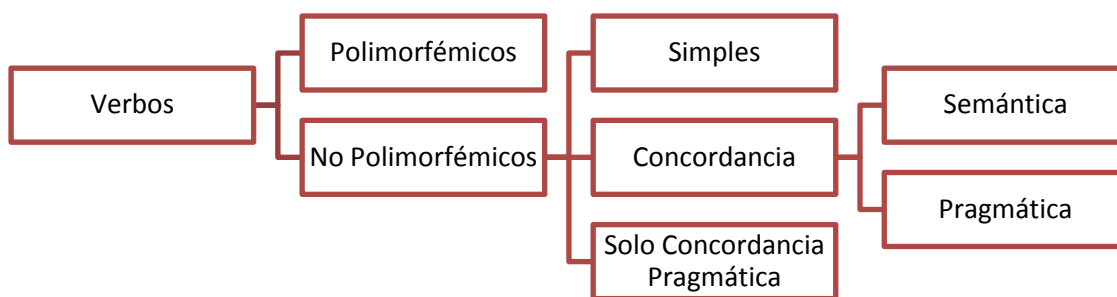 Verbos
Polimorfémicos
No Polimorfémicos
Simples
Concordancia
Solo Concordancia
Pragmática
Semántica
Pragmática